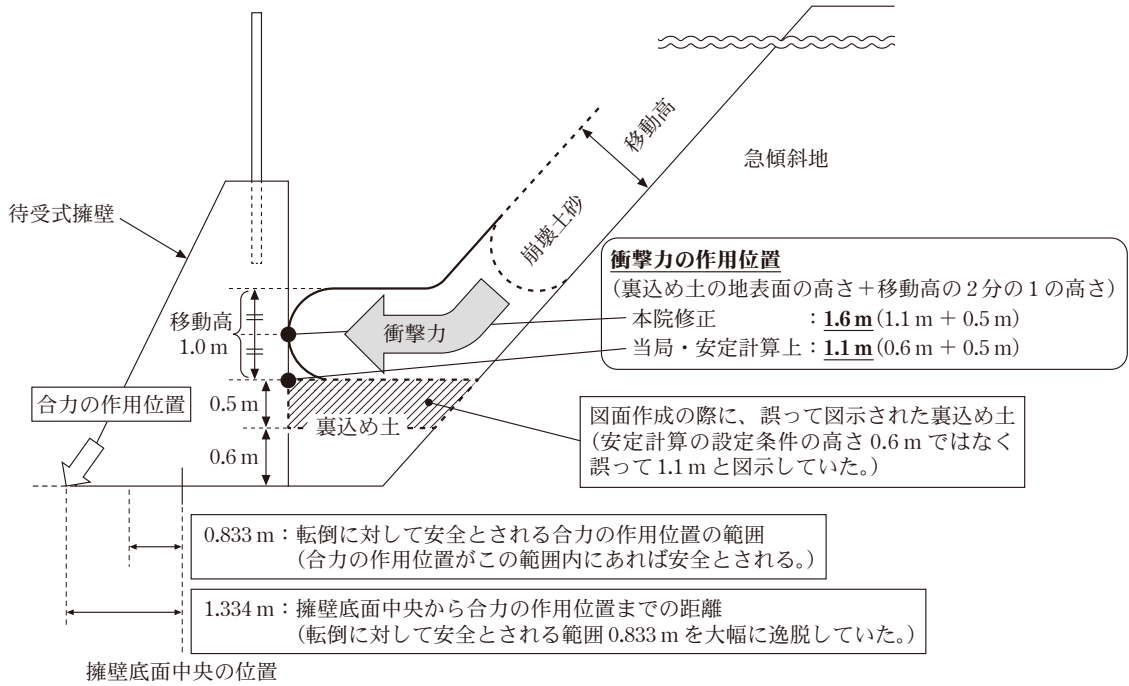 移動高
急傾斜地
待受式擁壁
崩壊土砂
衝撃力の作用位置
(裏込め土の地表面の高さ＋移動高の2分の1の高さ)
本院修正 ：1.6 m(1.1 m ＋ 0.5 m)
当局・安定計算上：1.1 m(0.6 m ＋ 0.5 m)
移動高
1.0 m
衝撃力
合力の作用位置
0.5 m
裏込め土
0.6 m
図面作成の際に、誤って図示された裏込め土
(安定計算の設定条件の高さ 0.6 m ではなく
誤って 1.1 m と図示していた。)
0.833 m：転倒に対して安全とされる合力の作用位置の範囲
(合力の作用位置がこの範囲内にあれば安全とされる。)
1.334 m：擁壁底面中央から合力の作用位置までの距離
(転倒に対して安全とされる範囲 0.833 m を大幅に逸脱していた。)
擁壁底面中央の位置